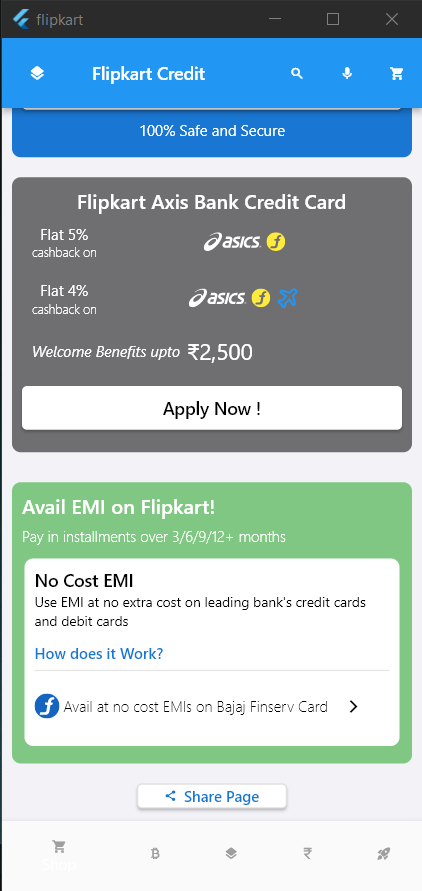 flipkart
Flipkart Credit
100% Safe and Secure
Flipkart Axis Bank Credit Card
Flat 5%
cashback on
asics
Flat 4%
cashback on
asics
Welcome Benefits upto ₹2,500
Apply Now !
Avail EMI on Flipkart!
Pay in installments over 3/6/9/12+ months
No Cost EMI
Use EMI at no extra cost on leading bank's credit cards
and debit cards
How does it Work?
Avail at no cost EMIs on Bajaj Finserv Card
Share Page
Shop